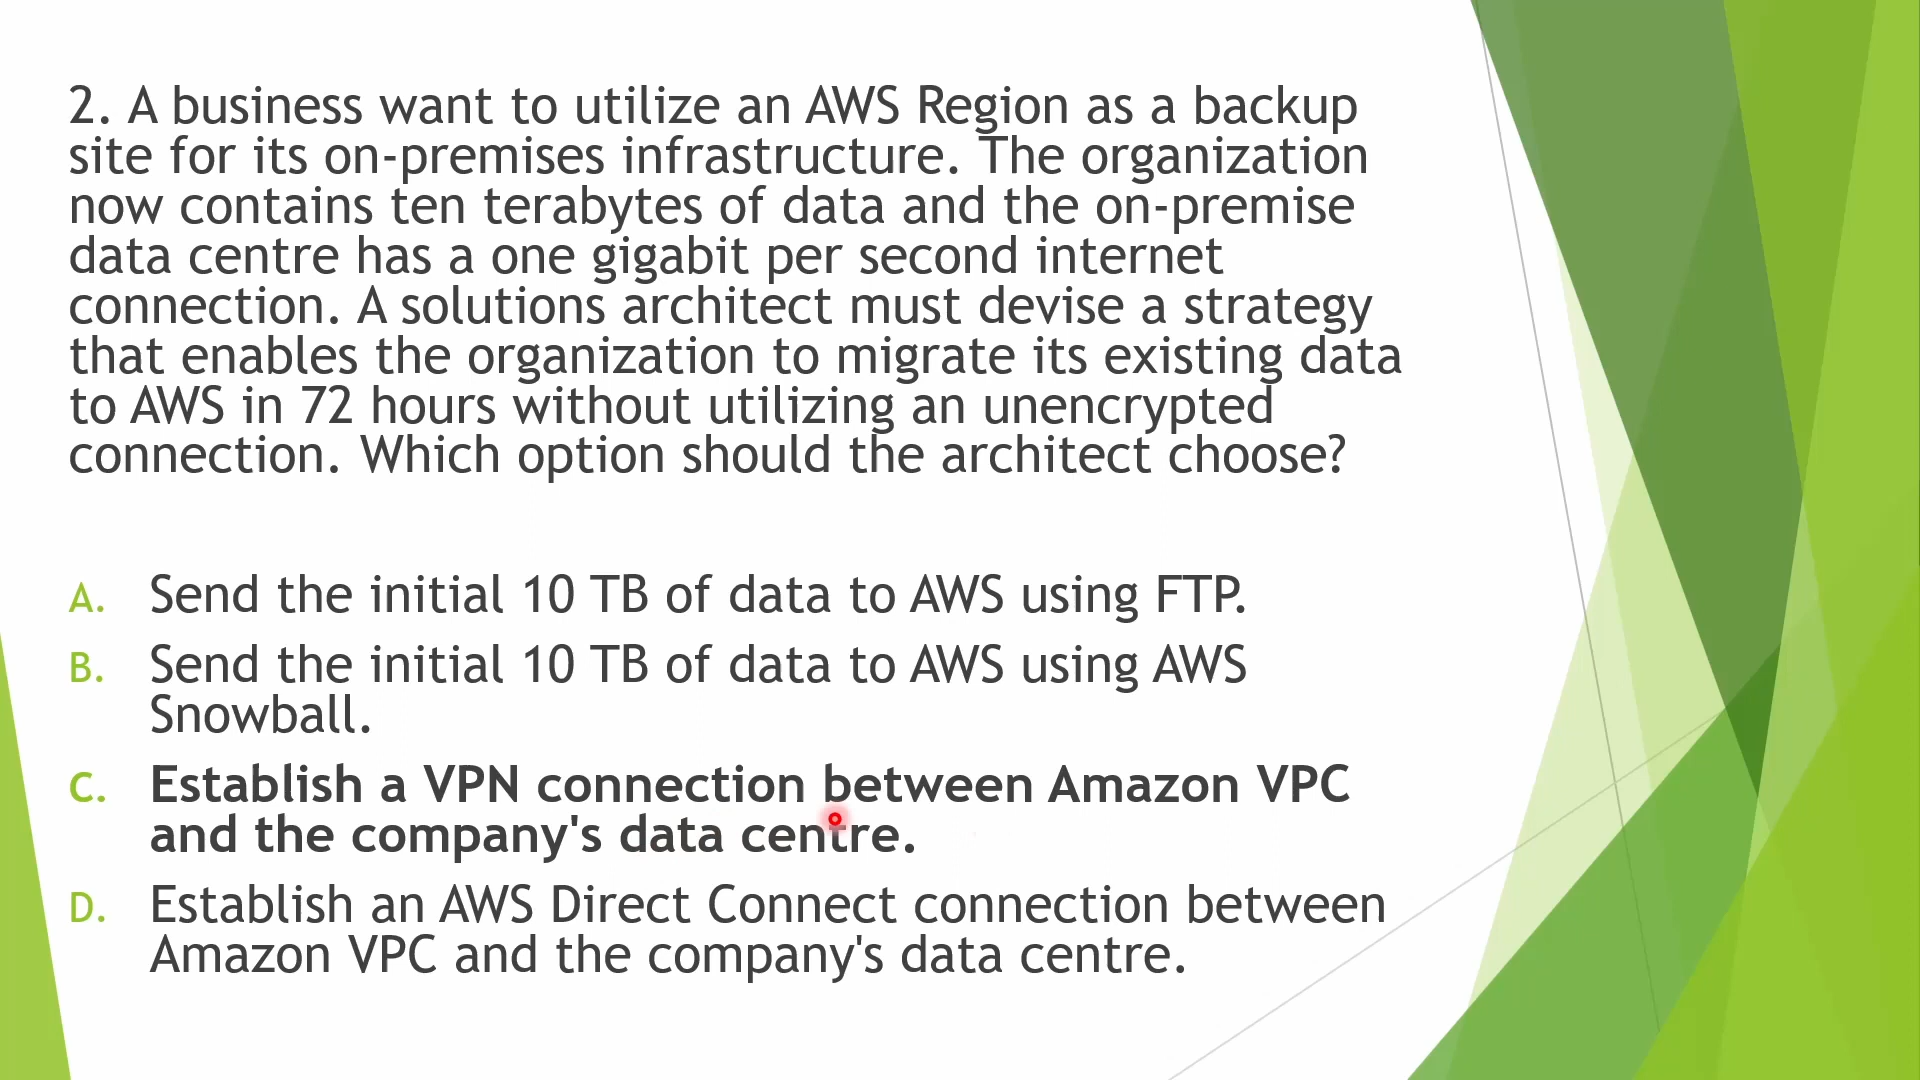 2. A business want to utilize an AWS Region as a backup
site for its on-premises infrastructure. The organization
now contains ten terabytes of data and the on-premise
data centre has a one gigabit per second internet
connection. A solutions architect must devise a strategy
that enables the organization to migrate its existing data
to AWS in 72 hours without utilizing an unencrypted
connection. Which option should the architect choose?
A. Send the initial 10 TB of data to AWS using FTP.
B. Send the initial 10 TB of data to AWS using AWS
Snowball.
C. Establish a VPN connection between Amazon VPC
and the company's data centre.
D. Establish an AWS Direct Connect connection between
Amazon VPC and the company's data centre.